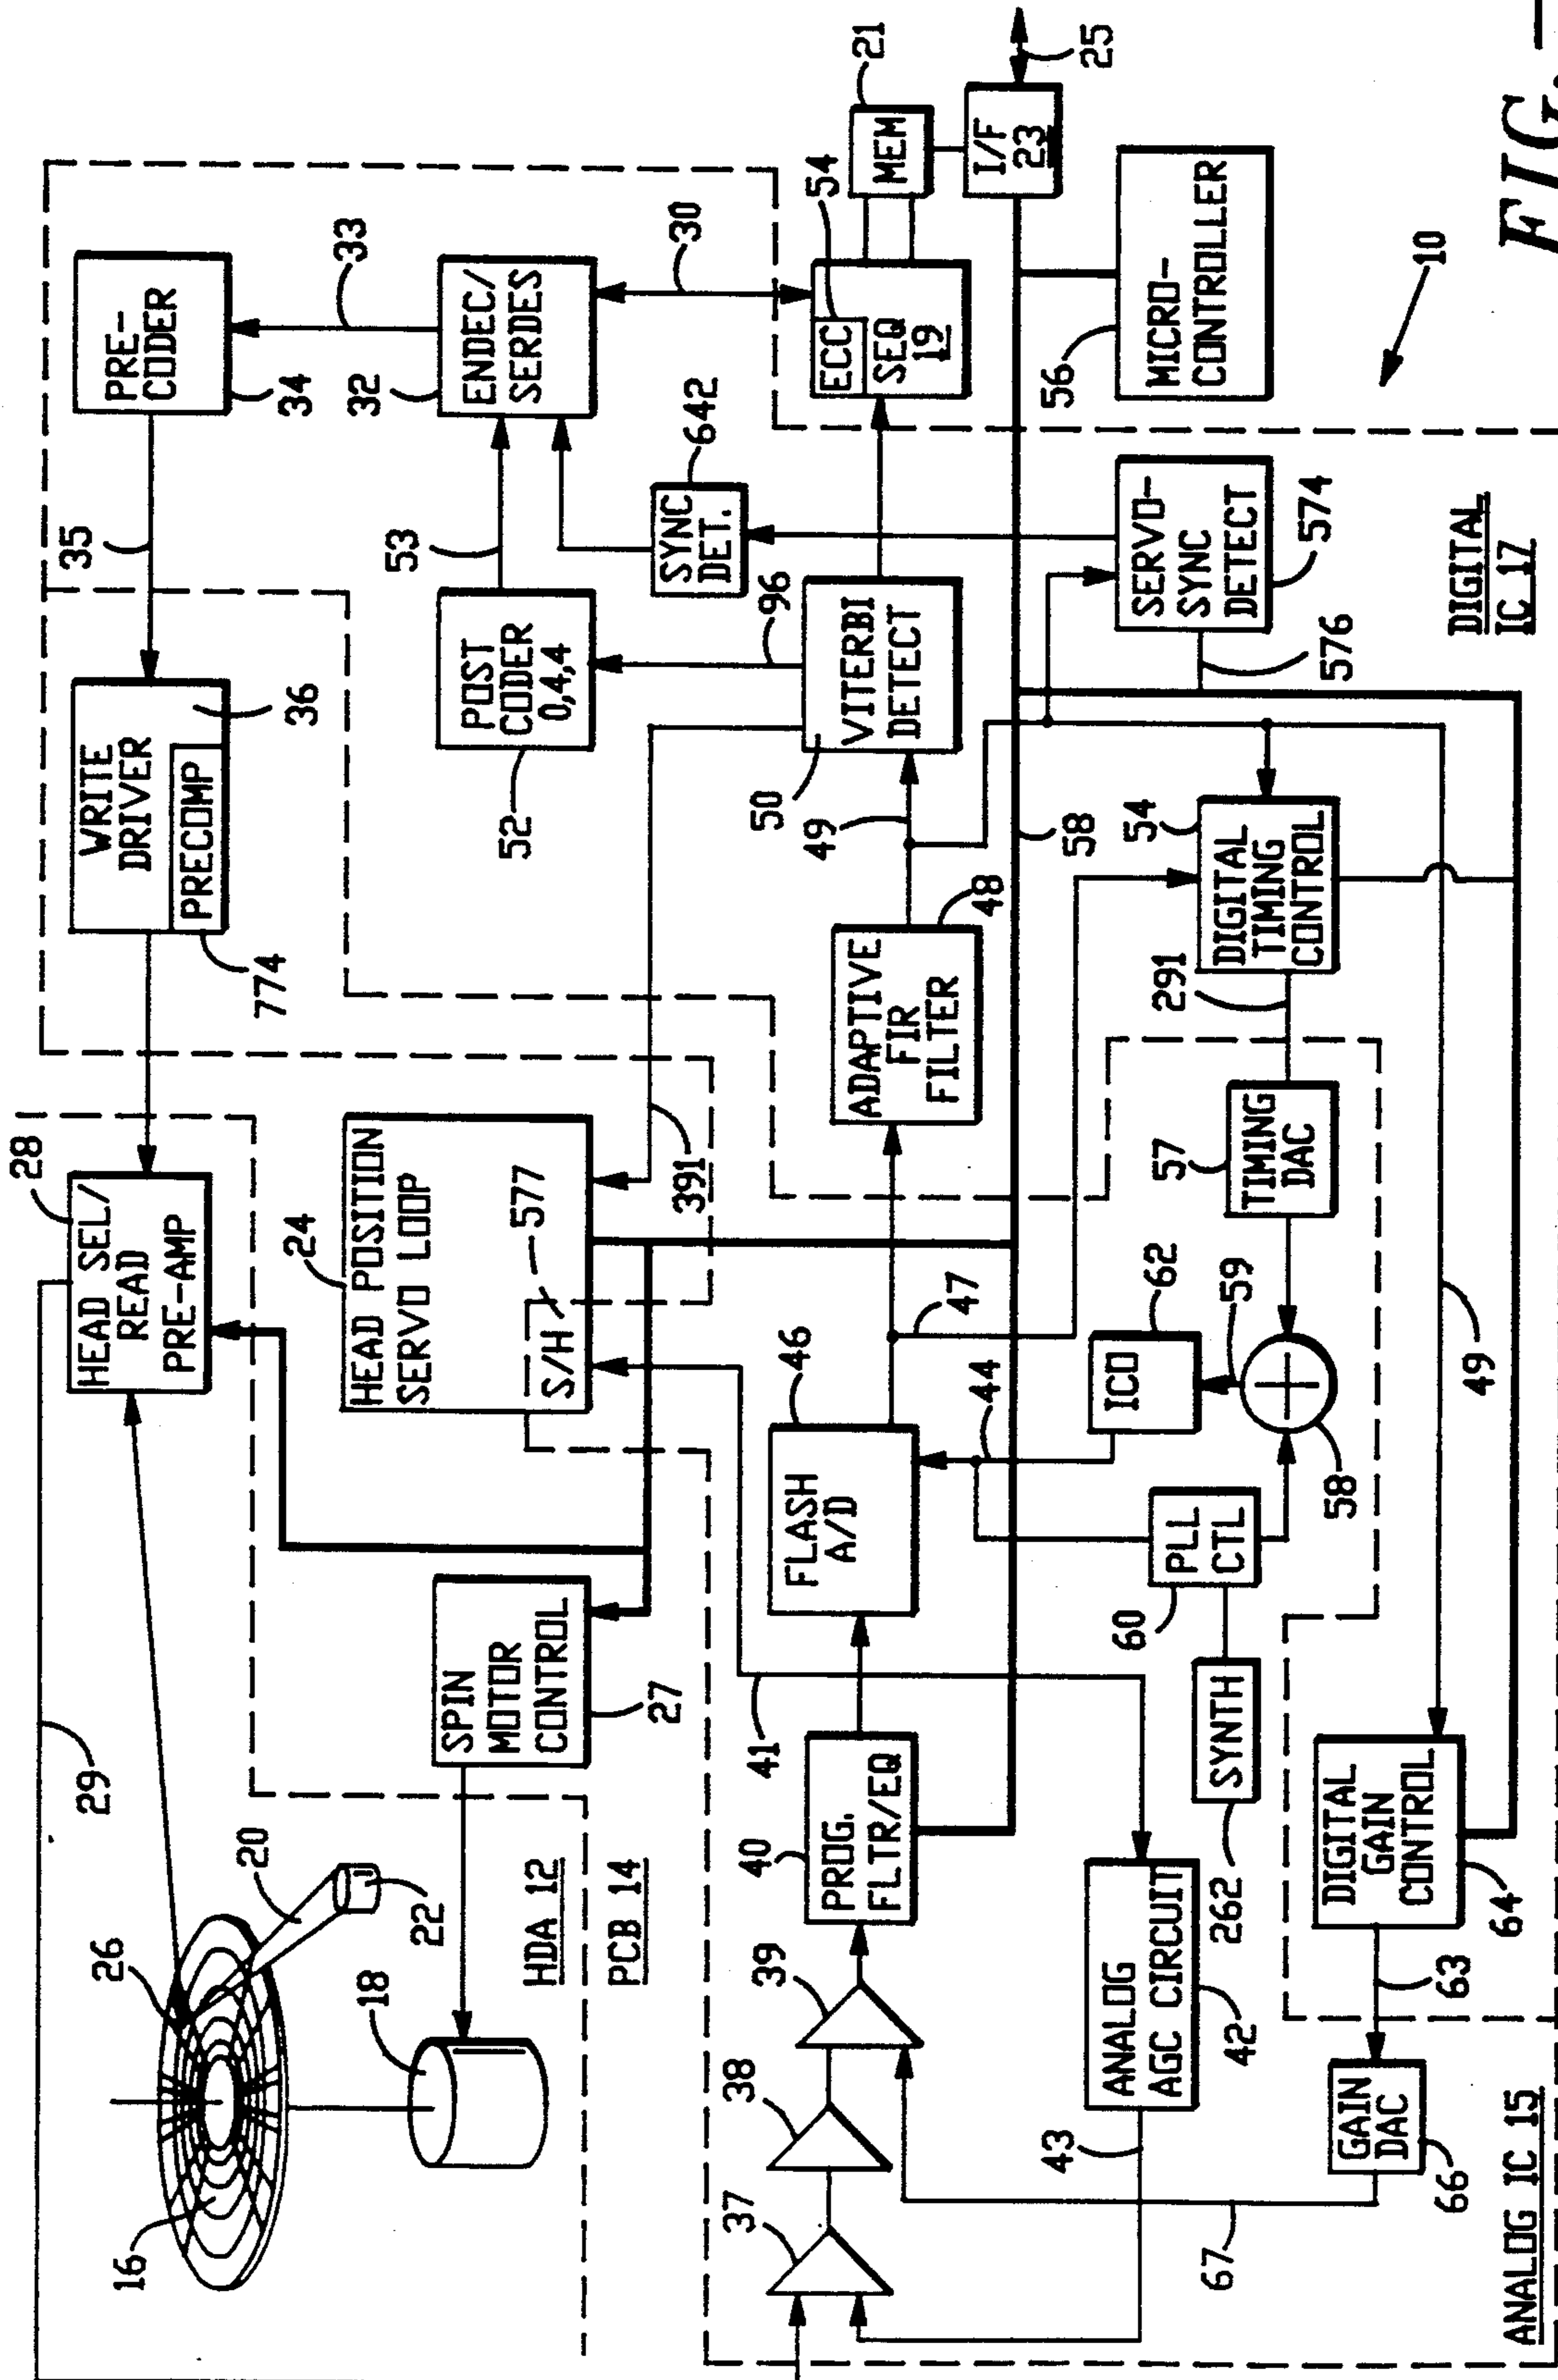 29
28
HEAD SEL/
READ
PRE-AMP
WRITE
DRIVER
PRECOMP
36
774
35
PRE-
CODER
34
33
16
26
20
22
18
HDA 12
PCB 14
SPIN
MOTOR
CONTROL
27
24
HEAD POSITION
SERVO LOOP
S/H
577
391
POST
CODER
0,4,4
52
53
ENDEC/
SERDES
32
30
SYNC
DET.
642
96
37
38
39
40
PROG.
FLTR/EQ
41
FLASH
A/D
46
47
ADAPTIVE
FIR
FILTER
48
49
50
VITERBI
DETECT
ECC
SEQ
19
54
MEM
21
I/F
23
25
58
43
ANALOG
AGC CIRCUIT
42
SYNTH
262
60
PLL
CTL
44
ICO
62
59
58
57
TIMING
DAC
291
54
DIGITAL
TIMING
CONTROL
SERVO-
SYNC
DETECT
574
576
56
MICRO-
CONTROLLER
67
GAIN
DAC
66
63
DIGITAL
GAIN
CONTROL
64
49
ANALOG IC 15
DIGITAL
IC 17
10
FIG.